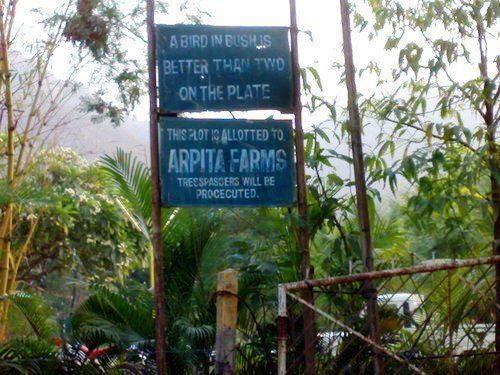 A BIRD IN BUSH IS
BETTER THAN TWO
ON THE PLATE
THIS PLOT IS ALLOTTED TO.
ARPITA FARMS
TRECSPASSERS WILL BE
PROCECUTED.